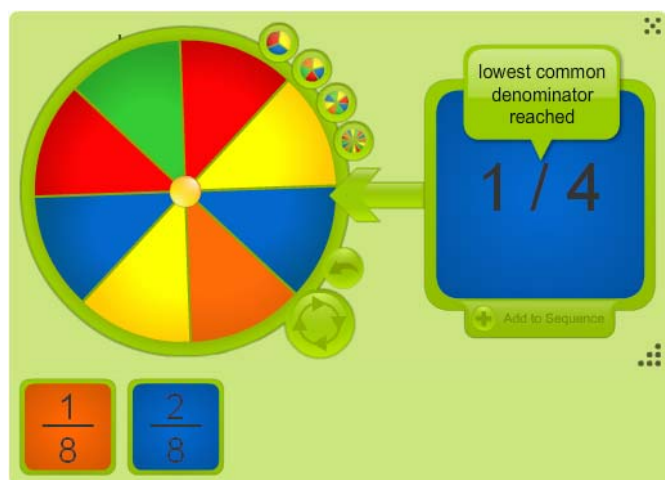 lowest common
denominator
reached
1 / 4
Add to Sequence
1
8
2
8